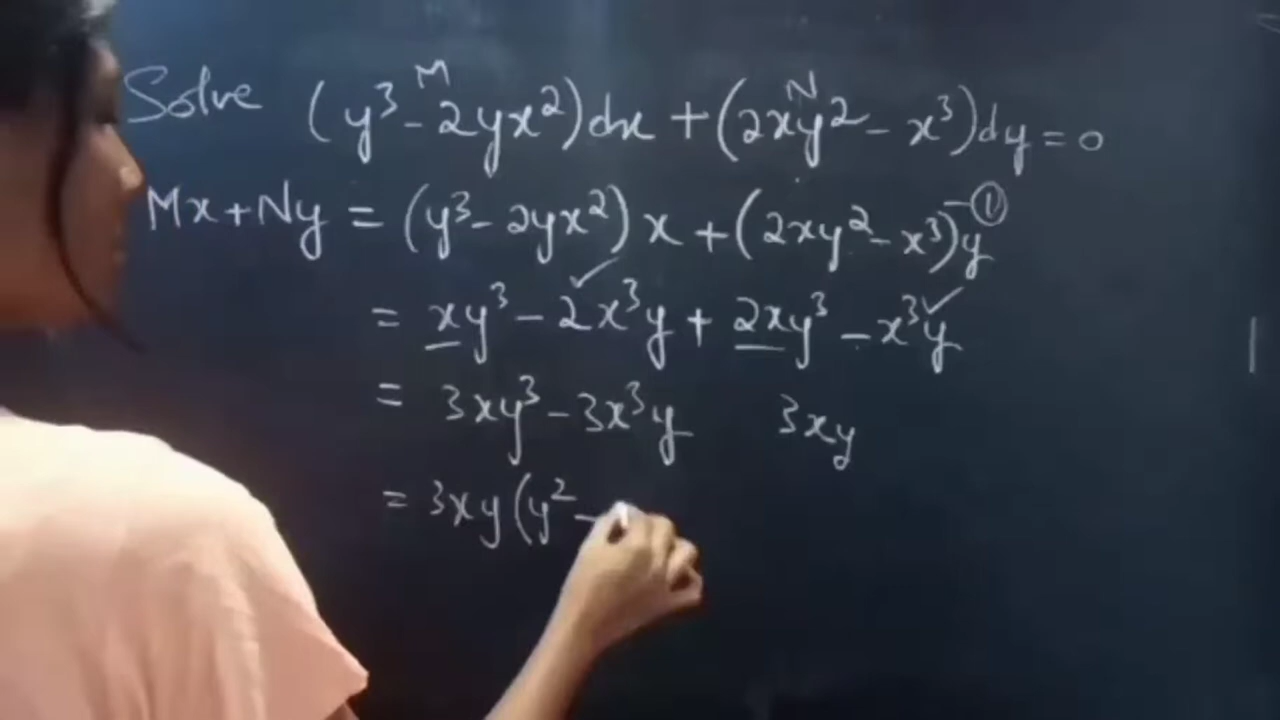 Solve (y³ - 2yx²)dx + (2xy² - x³)dy = 0
M N
Mx + Ny = (y³ - 2yx²)x + (2xy² - x³)y —①
= xy³ - 2x³y + 2xy³ - x³y
= 3xy³ - 3x³y 3xy
= 3xy(y² -